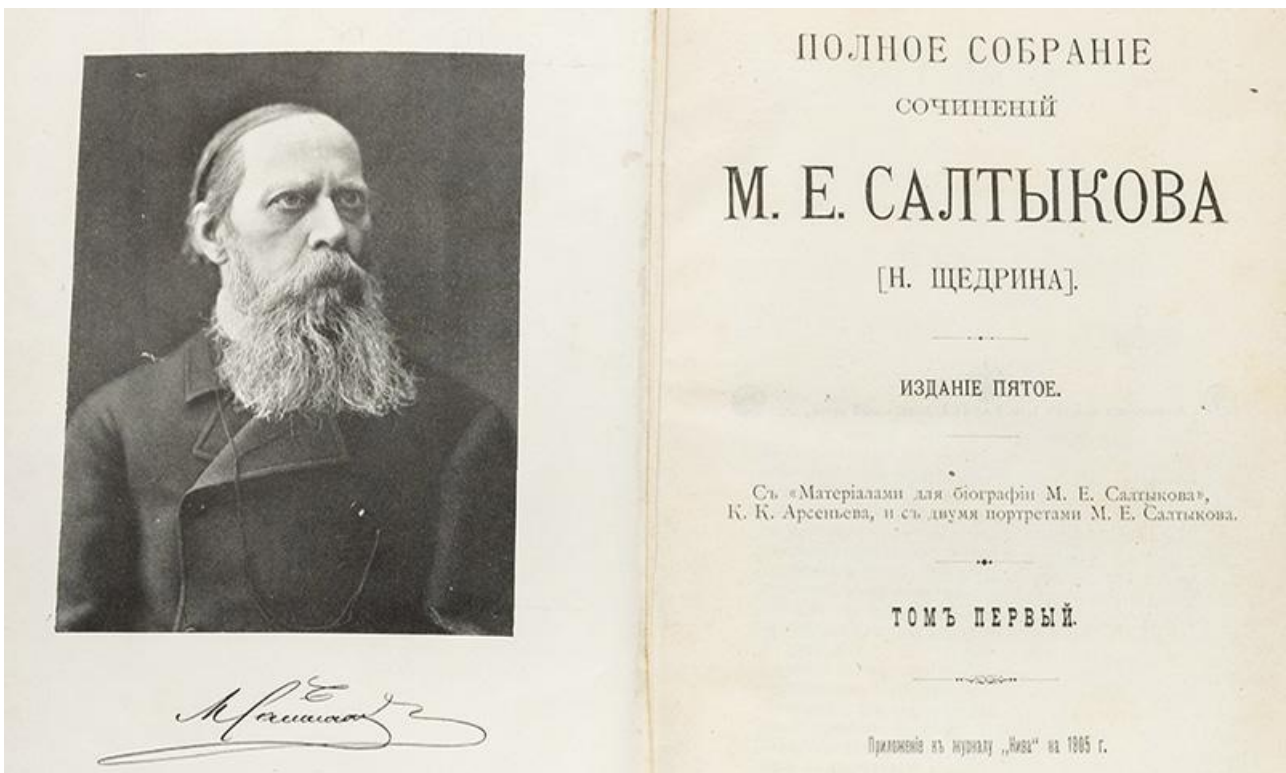 ПОЛНОЕ СОБРАНІЕ
СОЧИНЕНІЙ
М. Е. САЛТЫКОВА
[Н. ЩЕДРИНА].
ИЗДАНІЕ ПЯТОЕ.
Съ «Матеріалами для біографіи М. Е. Салтыкова»,
К. К. Арсеньева, и съ двумя портретами М. Е. Салтыкова.
ТОМЪ ПЕРВЫЙ.
Приложеніе къ журналу „Нива“ на 1905 г.